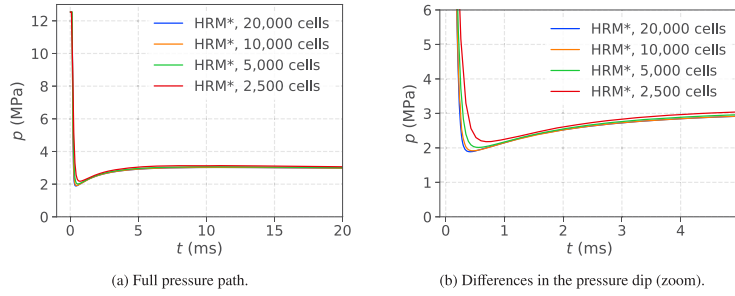 12
10
8
6
4
2
0
p (MPa)
HRM*, 20,000 cells
HRM*, 10,000 cells
HRM*, 5,000 cells
HRM*, 2,500 cells
0 5 10 15 20
t (ms)
(a) Full pressure path.
6
5
4
3
2
1
0
p (MPa)
HRM*, 20,000 cells
HRM*, 10,000 cells
HRM*, 5,000 cells
HRM*, 2,500 cells
0 1 2 3 4
t (ms)
(b) Differences in the pressure dip (zoom).